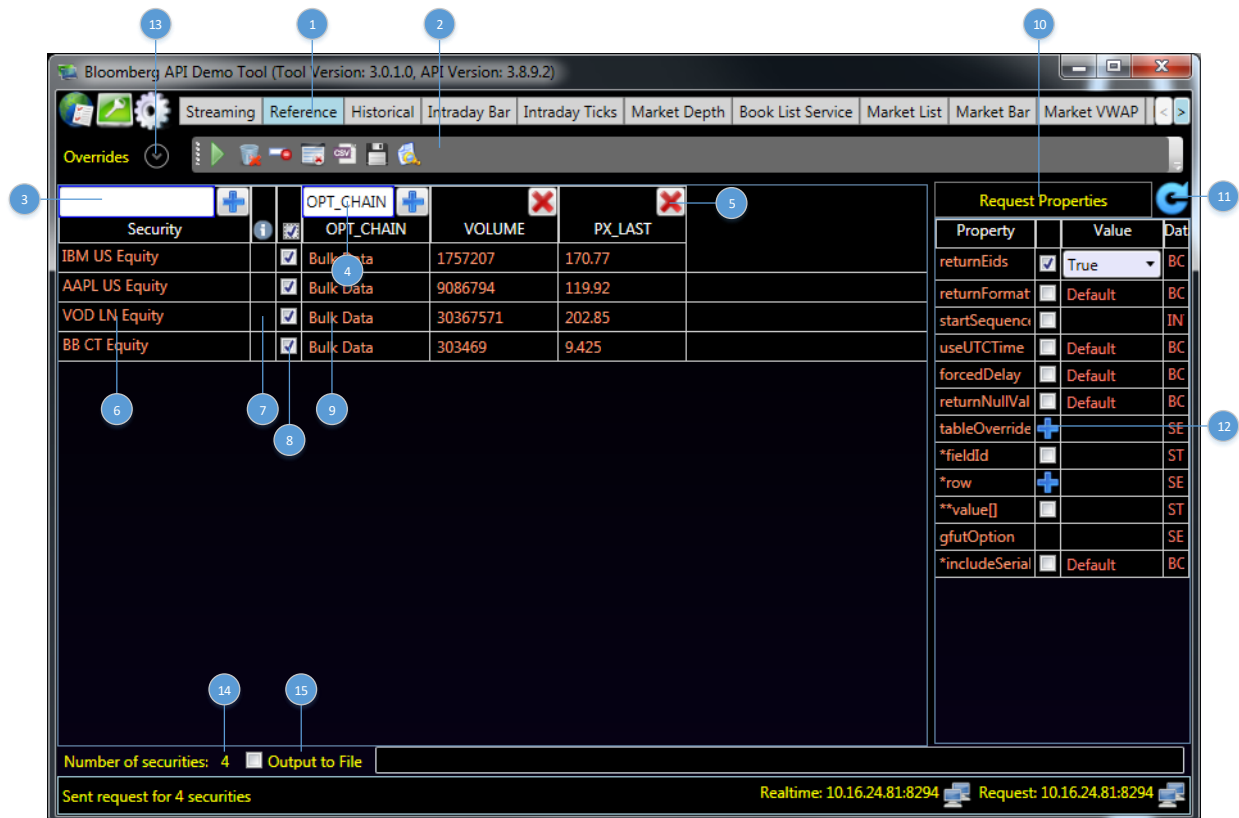 13 1 2 10
Bloomberg API Demo Tool (Tool Version: 3.0.1.0, API Version: 3.8.9.2)
Streaming Reference Historical Intraday Bar Intraday Ticks Market Depth Book List Service Market List Market Bar Market VWAP < >
Overrides CSV
3 OPT_CHAIN 5 Request Properties 11
Security OPT_CHAIN VOLUME PX_LAST Property Value Dat
IBM US Equity Bulk Data 1757207 170.77 returnEids True BC
4
AAPL US Equity Bulk Data 9086794 119.92 returnFormat Default BC
VOD LN Equity Bulk Data 30367571 202.85 startSequenc IN
BB CT Equity Bulk Data 303469 9.425 useUTCTime Default BC
forcedDelay Default BC
6 7 9 returnNullVal Default BC
8 tableOverride SE 12
*fieldId ST
*row SE
**value[] ST
gfutOption SE
*includeSerial Default BC
14 15
Number of securities: 4 Output to File
Sent request for 4 securities Realtime: 10.16.24.81:8294 Request: 10.16.24.81:8294